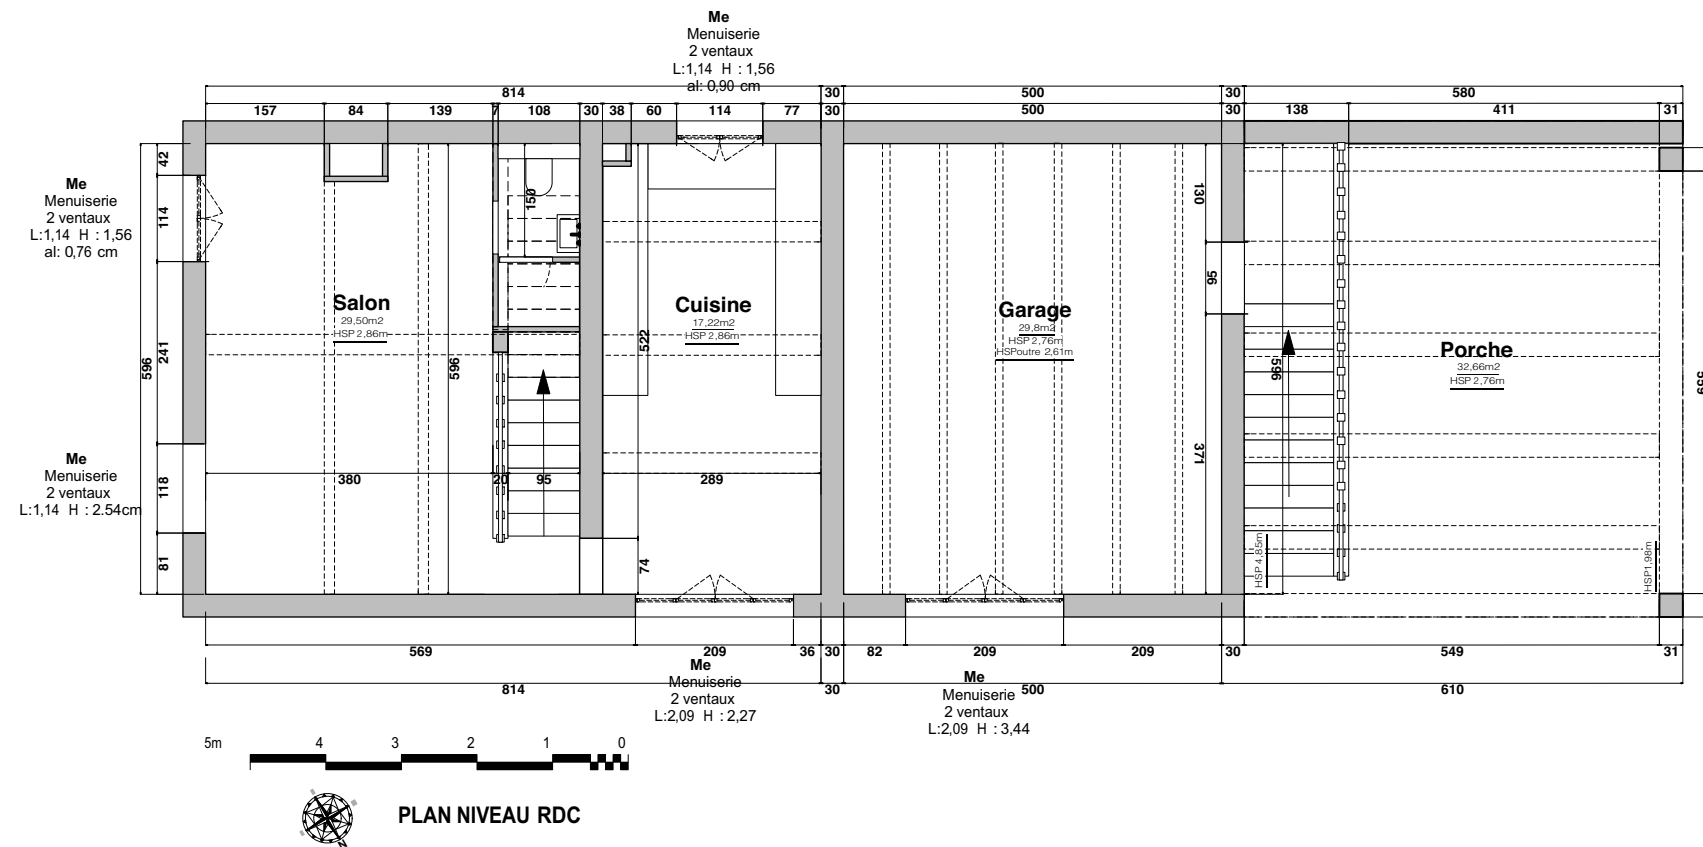 Me
Menuiserie
2 ventaux
L:1,14 H : 1,56
al: 0,90 cm
814
30
500
30
580
157
84
139
7
108
30
38
60
114
77
30
500
30
138
411
31
Me
Menuiserie
2 ventaux
L:1,14 H : 1,56
al: 0,76 cm
42
114
241
118
81
596
Me
Menuiserie
2 ventaux
L:1,14 H : 2.54cm
Salon
29,50m2
HSP 2,86m
596
380
20
95
150
Cuisine
17,22m2
HSP 2,86m
522
289
74
Garage
29,8m2
HSP 2,76m
HSPoutre 2,61m
130
95
371
596
Porche
32,66m2
HSP 2,76m
HSP 4,85m
HSP1,98m
559
569
209
36
30
82
209
209
30
549
31
814
30
500
610
Me
Menuiserie
2 ventaux
L:2,09 H : 2,27
Me
Menuiserie
2 ventaux
L:2,09 H : 3,44
5m 4 3 2 1 0
N
PLAN NIVEAU RDC